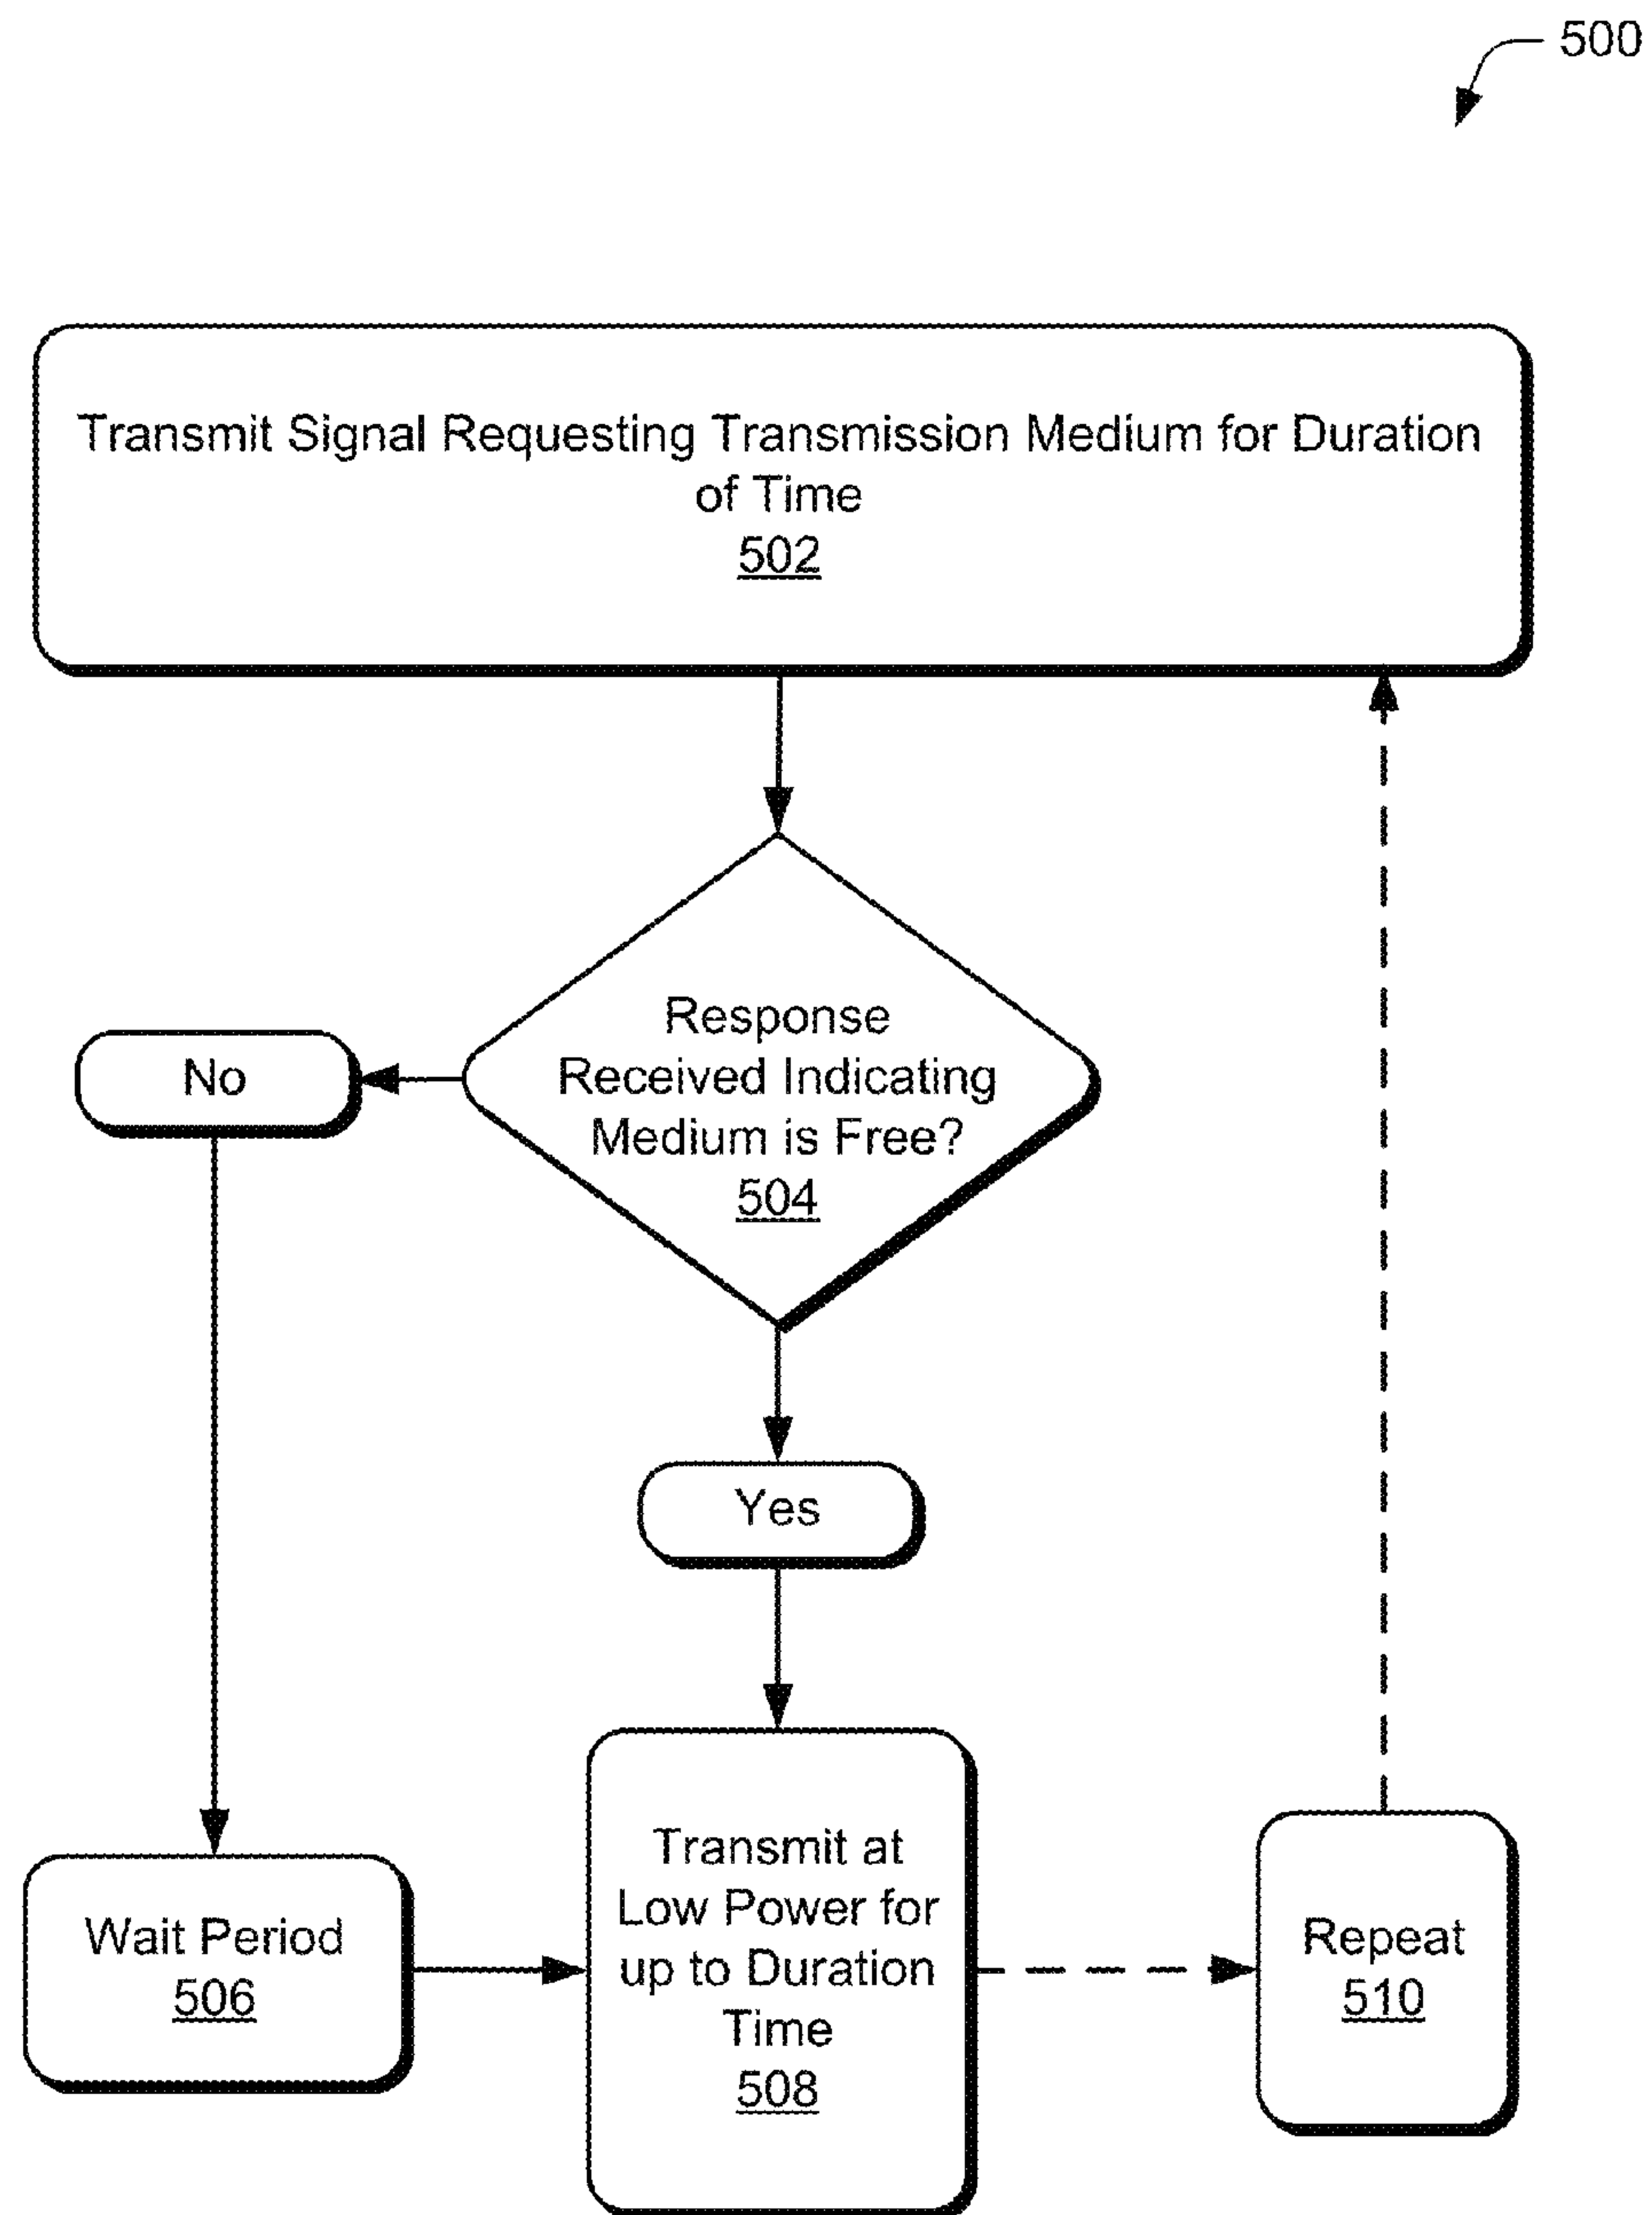 500
Transmit Signal Requesting Transmission Medium for Duration
of Time
502
Response
Received Indicating
Medium is Free?
504
No
Yes
Wait Period
506
Transmit at
Low Power for
up to Duration
Time
508
Repeat
510